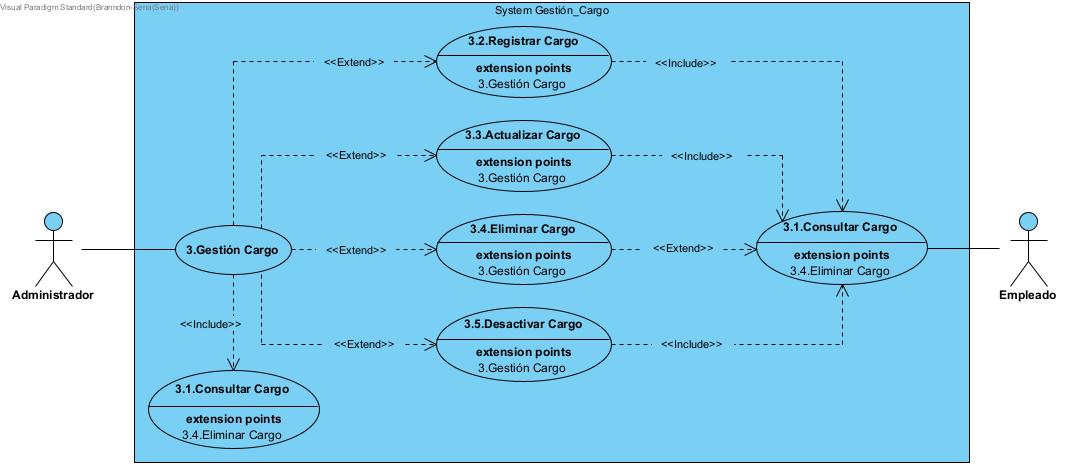 Visual Paradigm Standard(Branndon-Sena(Sena))
System Gestión_Cargo
3.2.Registrar Cargo
extension points
3.Gestión Cargo
<<Extend>>
<<Include>>
3.3.Actualizar Cargo
extension points
3.Gestión Cargo
<<Extend>>
<<Include>>
3.Gestión Cargo
<<Extend>>
3.4.Eliminar Cargo
extension points
3.Gestión Cargo
<<Extend>>
3.1.Consultar Cargo
extension points
3.4.Eliminar Cargo
Administrador
Empleado
<<Include>>
<<Extend>>
3.5.Desactivar Cargo
extension points
3.Gestión Cargo
<<Include>>
3.1.Consultar Cargo
extension points
3.4.Eliminar Cargo